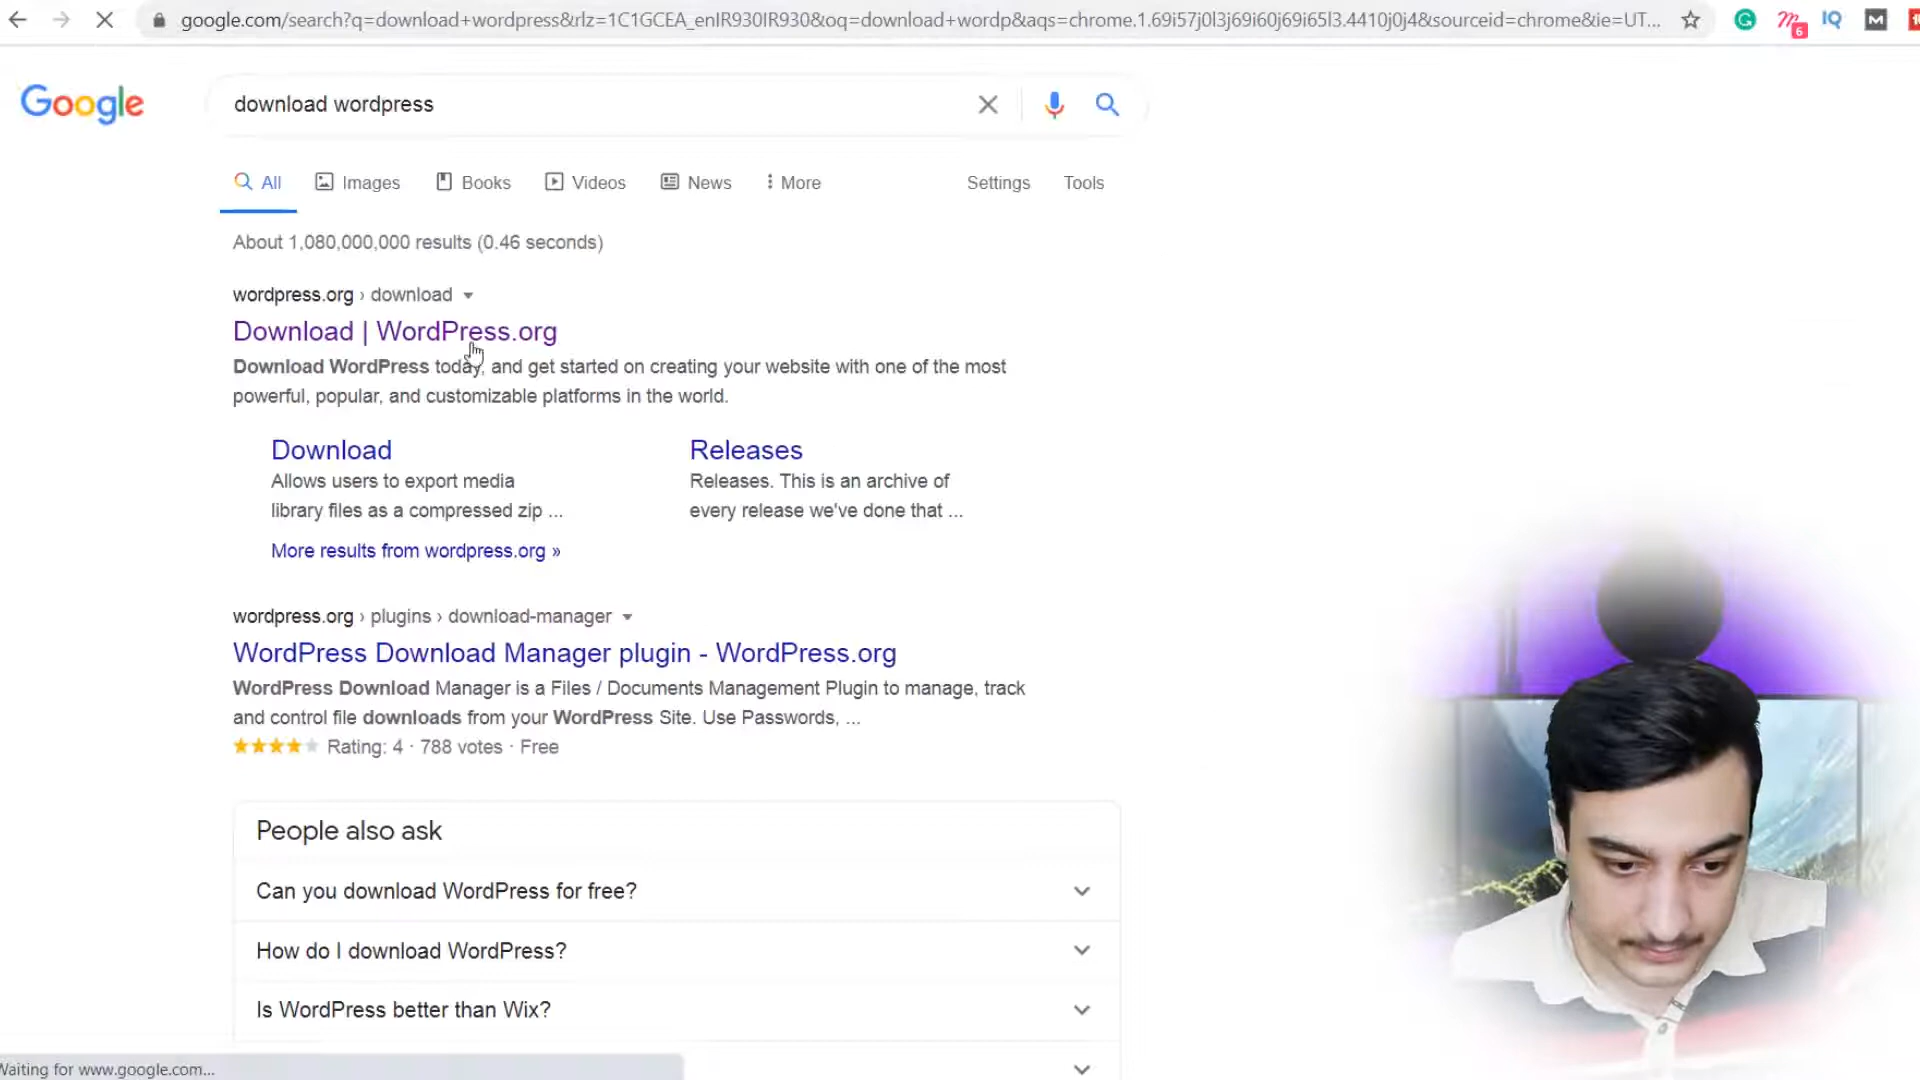 google.com/search?q=download+wordpress&rlz=1C1GCEA_enIR930IR930&oq=download+wordp&aqs=chrome.1.69i57j0l3j69i60j69i65l3.4410j0j4&sourceid=chrome&ie=UT...
6
IQ
M
Google
download wordpress
All
Images
Books
Videos
News
More
Settings
Tools
About 1,080,000,000 results (0.46 seconds)
wordpress.org › download
Download | WordPress.org
Download WordPress today, and get started on creating your website with one of the most
powerful, popular, and customizable platforms in the world.
Download
Allows users to export media
library files as a compressed zip ...
Releases
Releases. This is an archive of
every release we've done that ...
More results from wordpress.org »
wordpress.org › plugins › download-manager
WordPress Download Manager plugin - WordPress.org
WordPress Download Manager is a Files / Documents Management Plugin to manage, track
and control file downloads from your WordPress Site. Use Passwords, ...
Rating: 4 · 788 votes · Free
People also ask
Can you download WordPress for free?
How do I download WordPress?
Is WordPress better than Wix?
Waiting for www.google.com...